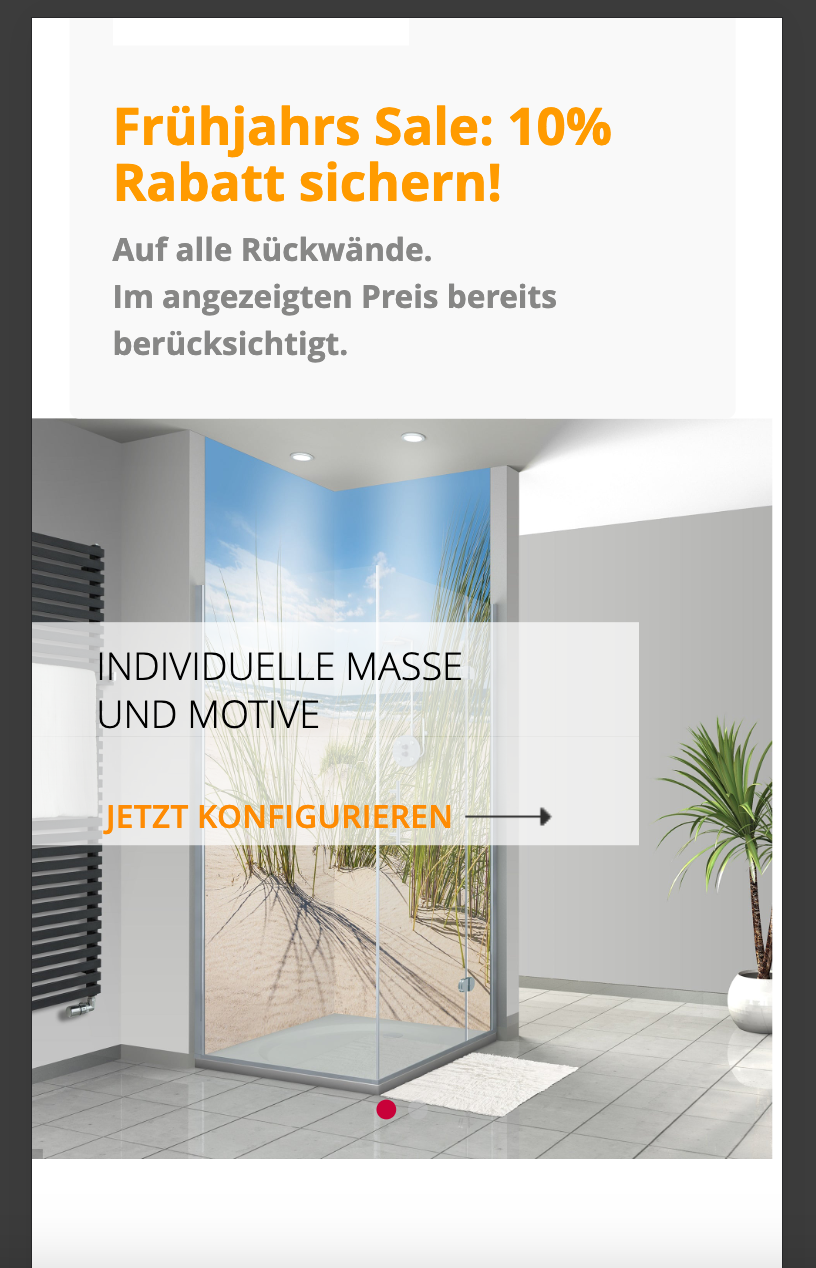 Frühjahrs Sale: 10%
Rabatt sichern!
Auf alle Rückwände.
Im angezeigten Preis bereits
berücksichtigt.
INDIVIDUELLE MASSE
UND MOTIVE
JETZT KONFIGURIEREN